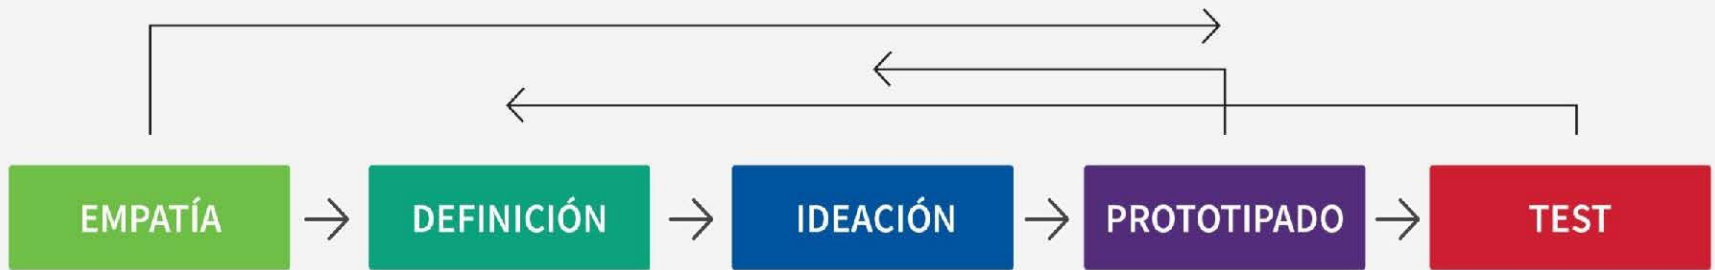 EMPATÍA
DEFINICIÓN
IDEACIÓN
PROTOTIPADO
TEST